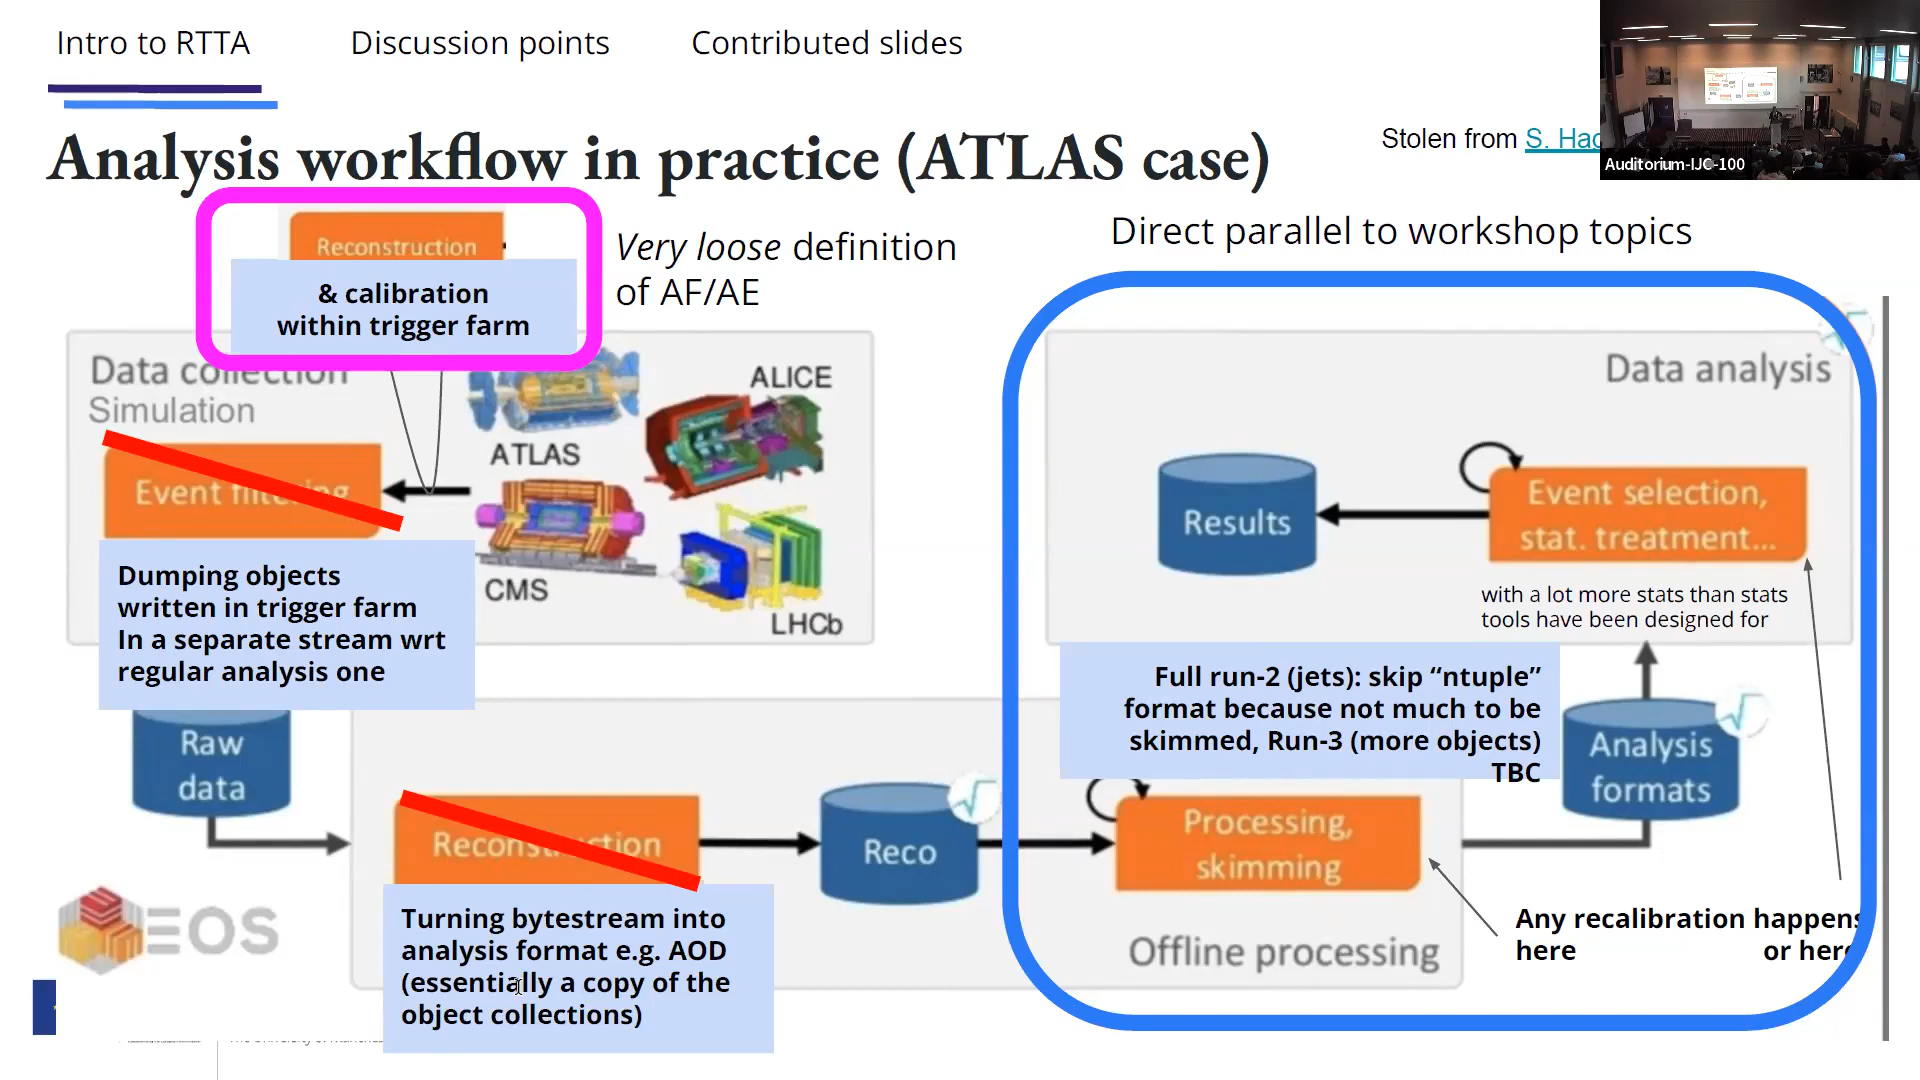 Intro to RTTA
Discussion points
Contributed slides
Analysis workflow in practice (ATLAS case)
Stolen from S.
Auditorium-IJC-100
Reconstruction
& calibration
within trigger farm
Very loose definition
of AF/AE
Direct parallel to workshop topics
Data collection
Simulation
ALICE
ATLAS
CMS
LHCb
Event filtering
Dumping objects
written in trigger farm
In a separate stream wrt
regular analysis one
Data analysis
Results
Event selection,
stat. treatment...
with a lot more stats than stats
tools have been designed for
Full run-2 (jets): skip “ntuple”
format because not much to be
skimmed, Run-3 (more objects)
TBC
Analysis
formats
Raw
data
Reconstruction
Reco
Processing,
skimming
Turning bytestream into
analysis format e.g. AOD
(essentially a copy of the
object collections)
Offline processing
Any recalibration happens
here
or here
EOS